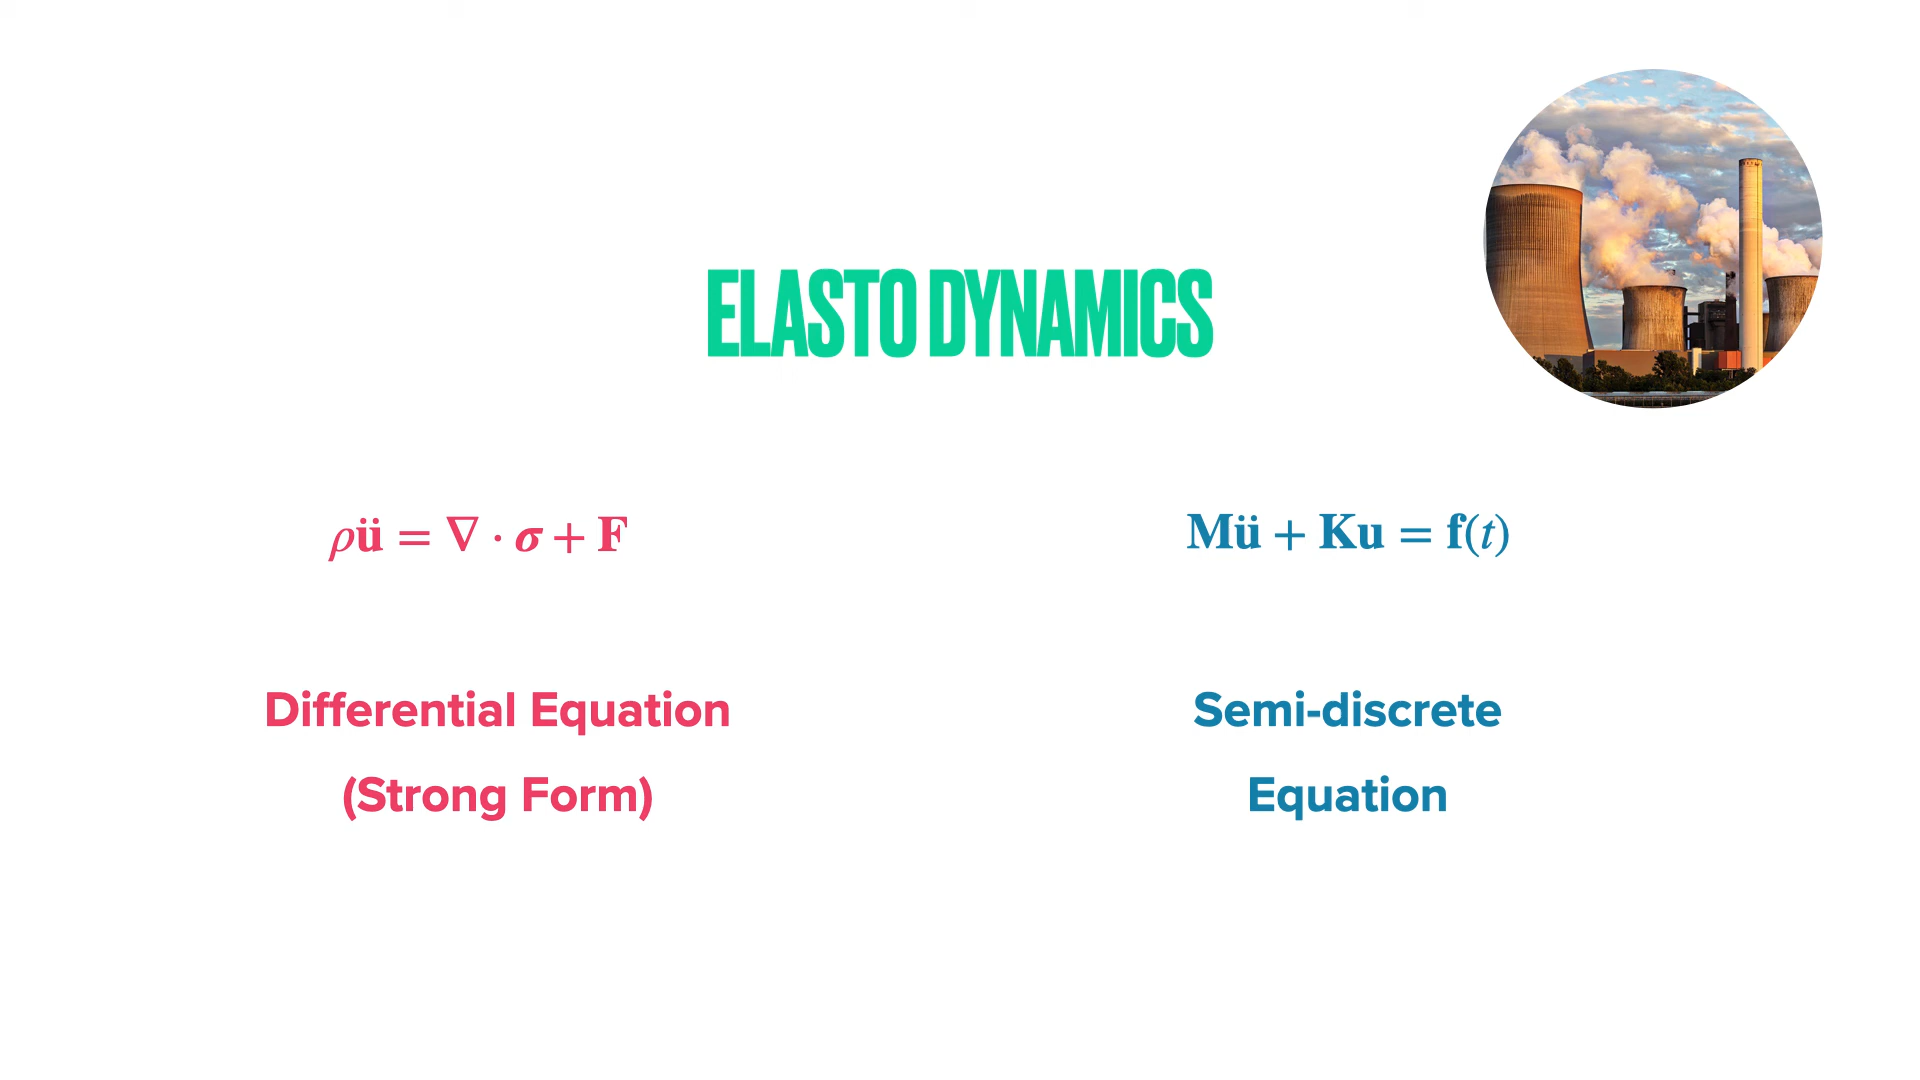 ELASTO DYNAMICS
ρü = ∇ · σ + F
Mü + Ku = f(t)
Differential Equation
(Strong Form)
Semi-discrete
Equation